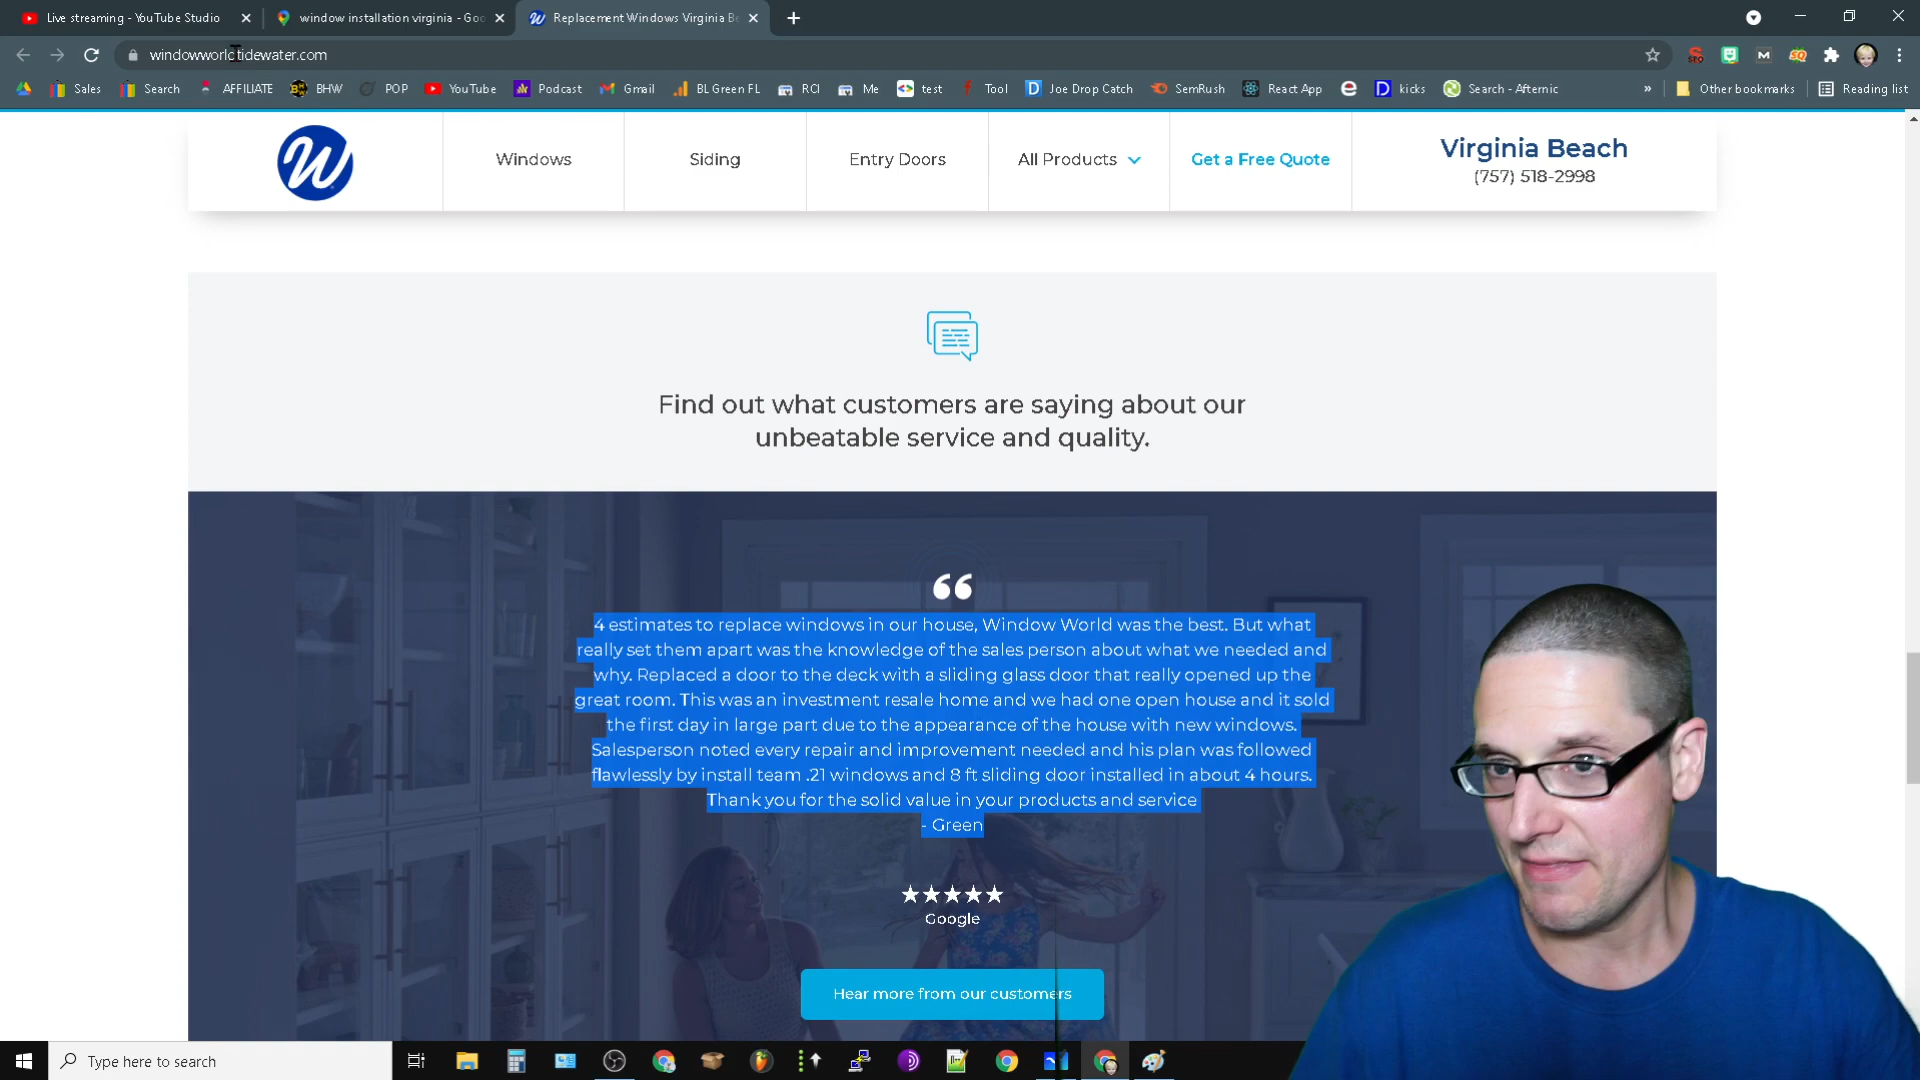 Live streaming - YouTube Studio
window installation virginia - Goo
Replacement Windows Virginia Be
windowworldtidewater.com
Sales
Search
AFFILIATE
BHW
POP
YouTube
Podcast
Gmail
BL Green FL
RCI
Me
test
Tool
Joe Drop Catch
SemRush
React App
kicks
Search - Afternic
»
Other bookmarks
Reading list
W
Windows
Siding
Entry Doors
All Products
Get a Free Quote
Virginia Beach
(757) 518-2998
Find out what customers are saying about our
unbeatable service and quality.
4 estimates to replace windows in our house, Window World was the best. But what
really set them apart was the knowledge of the sales person about what we needed and
why. Replaced a door to the deck with a sliding glass door that really opened up the
great room. This was an investment resale home and we had one open house and it sold
the first day in large part due to the appearance of the house with new windows.
Salesperson noted every repair and improvement needed and his plan was followed
flawlessly by install team .21 windows and 8 ft sliding door installed in about 4 hours.
Thank you for the solid value in your products and service
- Green
★★★★★
Google
Hear more from our customers
Type here to search